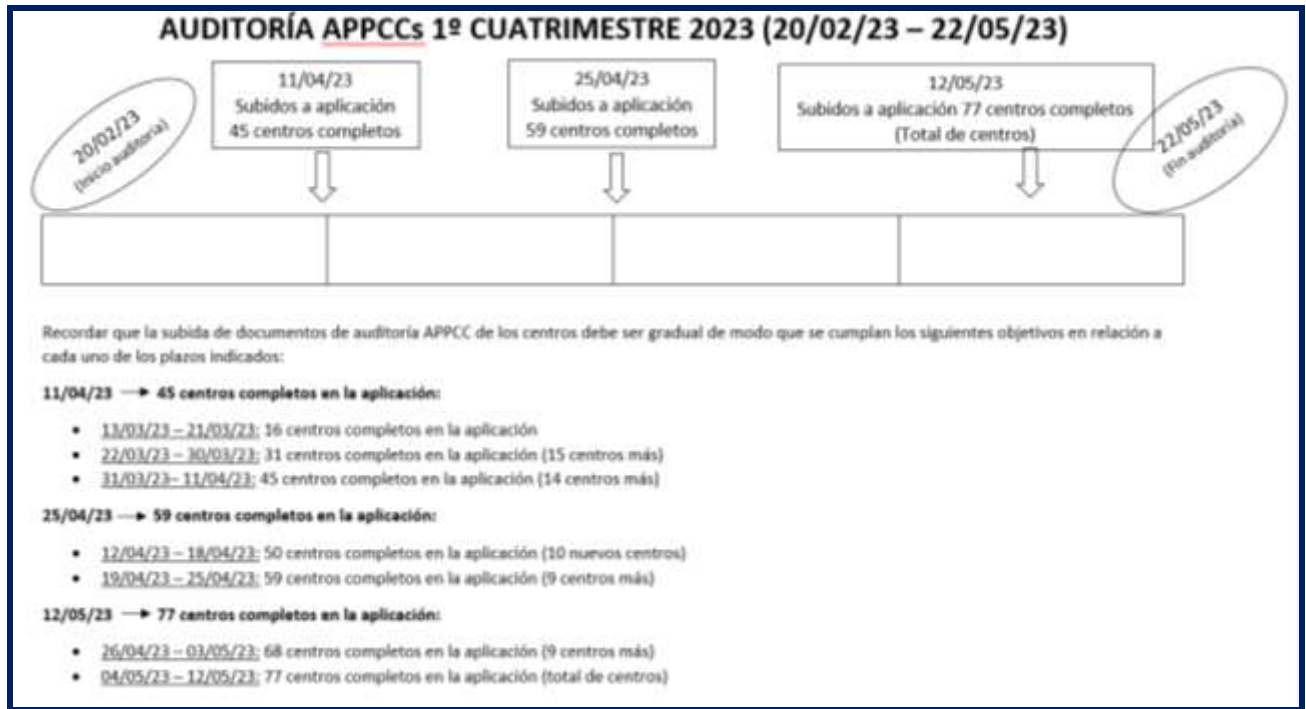 AUDITORÍA APPCCs 1º CUATRIMESTRE 2023 (20/02/23 – 22/05/23)
20/02/23
(Inicio auditoria)
11/04/23
Subidos a aplicación
45 centros completos
25/04/23
Subidos a aplicación
59 centros completos
12/05/23
Subidos a aplicación 77 centros completos
(Total de centros)
22/05/23
(Fin auditoria)
Recordar que la subida de documentos de auditoría APPCC de los centros debe ser gradual de modo que se cumplan los siguientes objetivos en relación a
cada uno de los plazos indicados:
11/04/23 → 45 centros completos en la aplicación:
• 13/03/23 – 21/03/23: 16 centros completos en la aplicación
• 22/03/23 – 30/03/23: 31 centros completos en la aplicación (15 centros más)
• 31/03/23– 11/04/23: 45 centros completos en la aplicación (14 centros más)
25/04/23 → 59 centros completos en la aplicación:
• 12/04/23 – 18/04/23: 50 centros completos en la aplicación (10 nuevos centros)
• 19/04/23 – 25/04/23: 59 centros completos en la aplicación (9 centros más)
12/05/23 → 77 centros completos en la aplicación:
• 26/04/23 – 03/05/23: 68 centros completos en la aplicación (9 centros más)
• 04/05/23 – 12/05/23: 77 centros completos en la aplicación (total de centros)